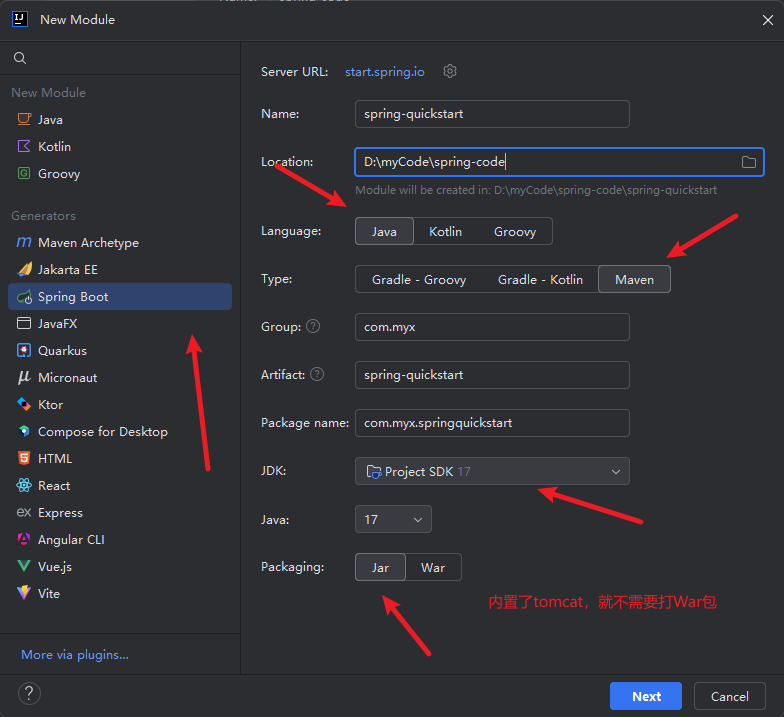 New Module
New Module
Java
Kotlin
Groovy
Generators
Maven Archetype
Jakarta EE
Spring Boot
JavaFX
Quarkus
Micronaut
Ktor
Compose for Desktop
HTML
React
Express
Angular CLI
Vue.js
Vite
More via plugins...
?
Server URL: start.spring.io
Name: spring-quickstart
Location: D:\myCode\spring-code
Module will be created in: D:\myCode\spring-code\spring-quickstart
Language: Java Kotlin Groovy
Type: Gradle - Groovy Gradle - Kotlin Maven
Group: ? com.myx
Artifact: ? spring-quickstart
Package name: com.myx.springquickstart
JDK: Project SDK 17
Java: 17
Packaging: Jar War
内置了tomcat，就不需要打War包
Next Cancel